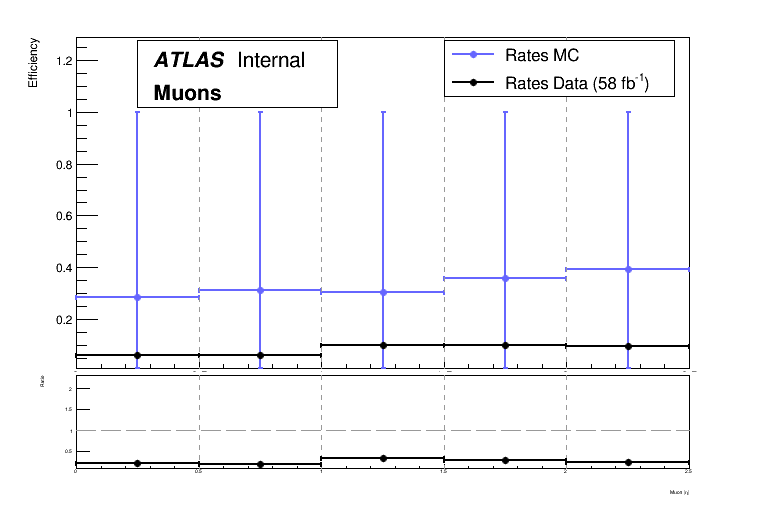 Efficiency
ATLAS Internal
Muons
Rates MC
Rates Data (58 fb⁻¹)
1.2
1
0.8
0.6
0.4
0.2
Rate
2
1.5
1
0.5
0 0.5 1 1.5 2 2.5
Muon |η|